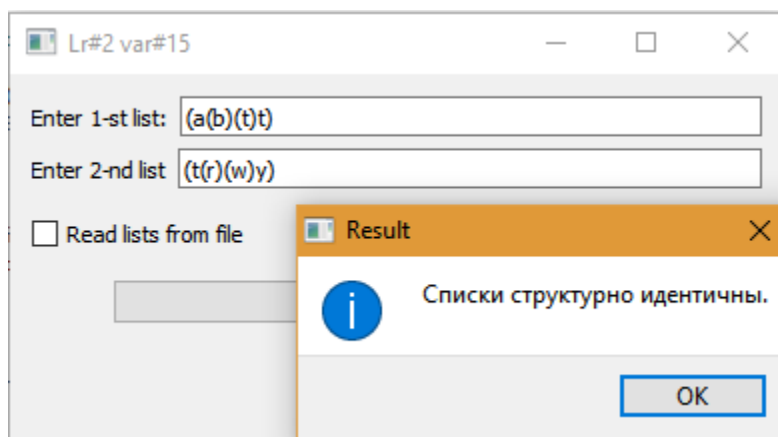 Lr#2 var#15
Enter 1-st list: (a(b)(t)t)
Enter 2-nd list (t(r)(w)y)
Read lists from file
Result
Списки структурно идентичны.
OK